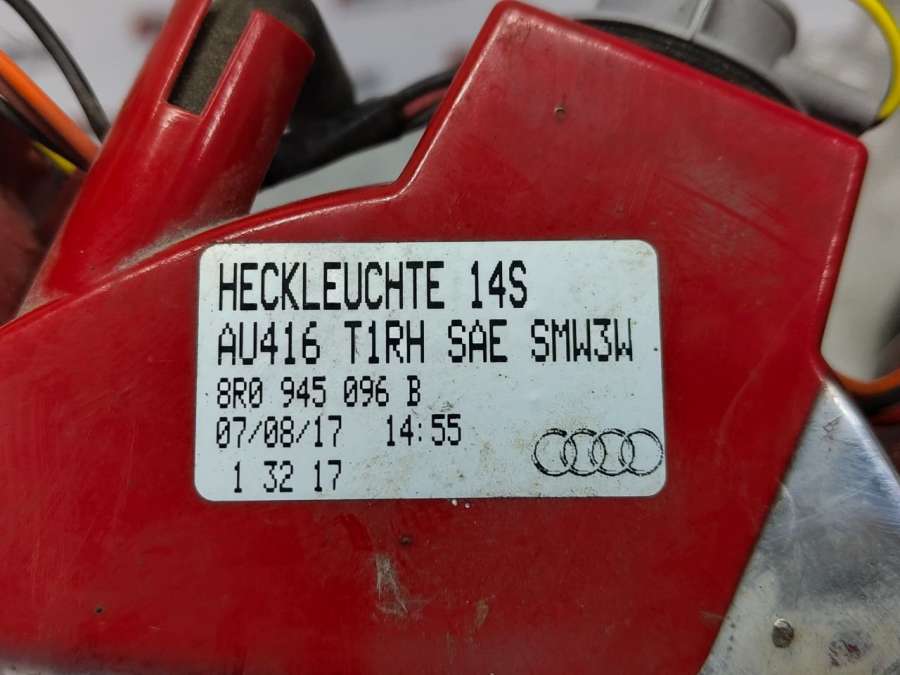 HECKLEUCHTE 14S
AU416 T1RH SAE SMW3W
8R0 945 096 B
07/08/17 14:55
1 32 17